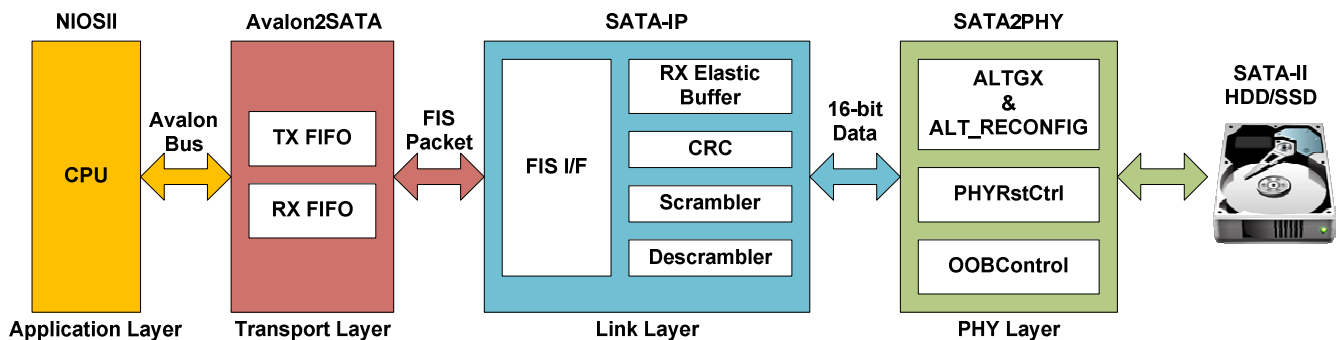 NIOSII
Avalon2SATA
SATA-IP
SATA2PHY
CPU
Avalon
Bus
TX FIFO
RX FIFO
FIS
Packet
FIS I/F
RX Elastic
Buffer
CRC
Scrambler
Descrambler
16-bit
Data
ALTGX
&
ALT_RECONFIG
PHYRstCtrl
OOBControl
SATA-II
HDD/SSD
Application Layer
Transport Layer
Link Layer
PHY Layer